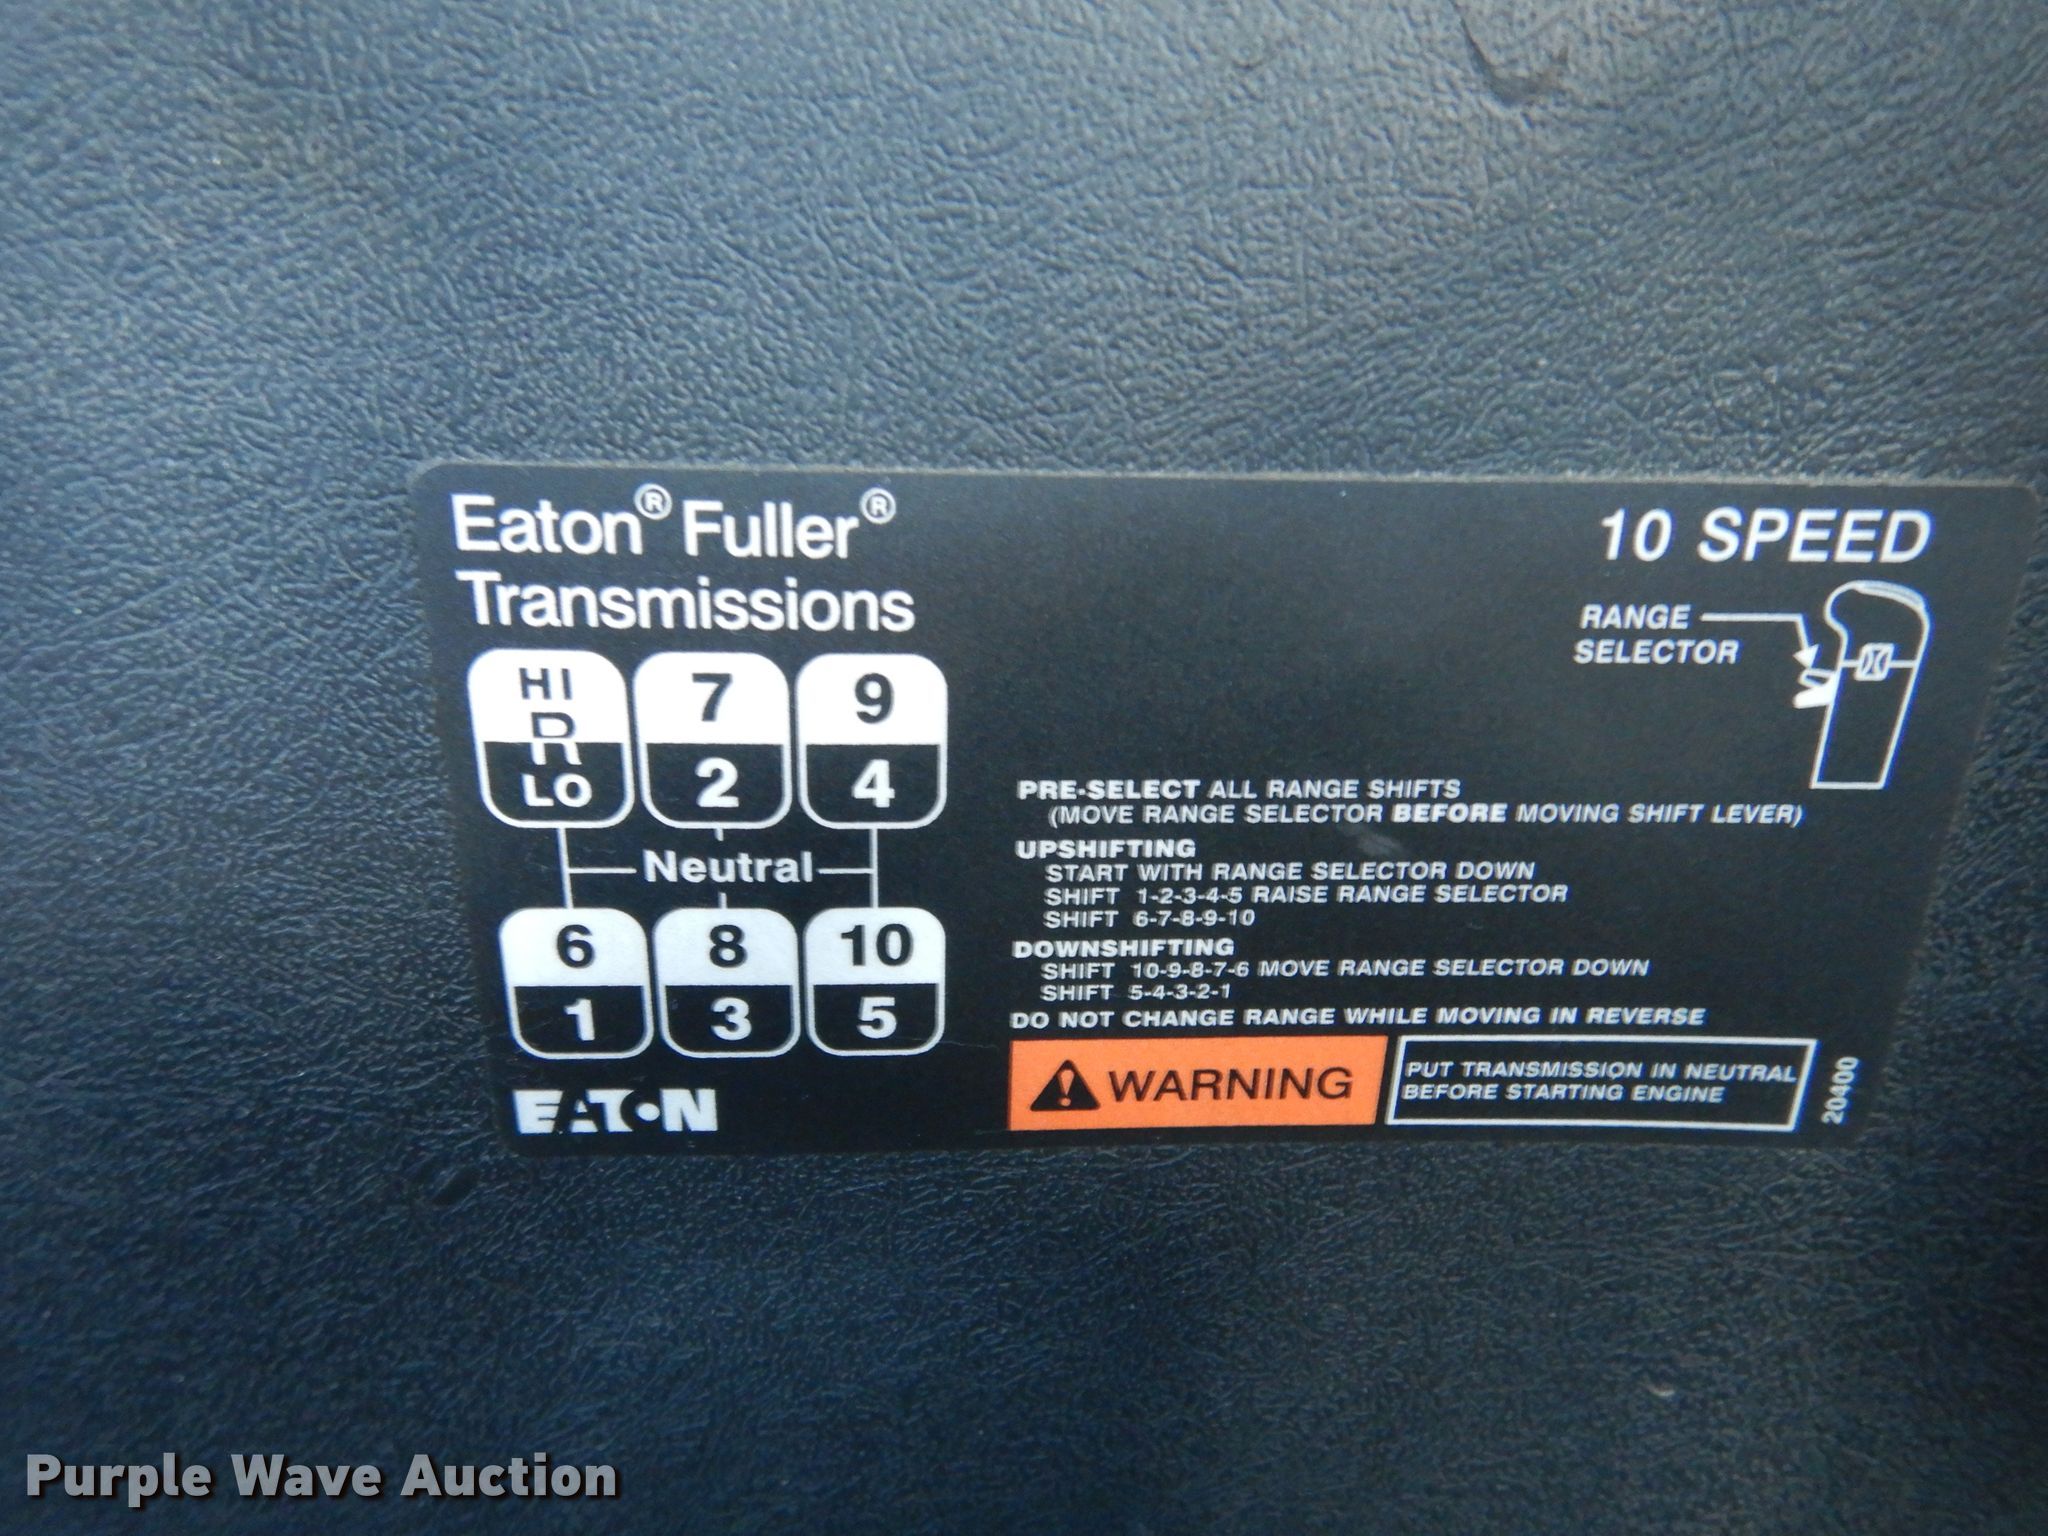 Eaton® Fuller®
Transmissions
10 SPEED
RANGE
SELECTOR
HI
R
LO
7
2
9
4
Neutral
6
1
8
3
10
5
EATON
PRE-SELECT ALL RANGE SHIFTS
(MOVE RANGE SELECTOR BEFORE MOVING SHIFT LEVER)
UPSHIFTING
START WITH RANGE SELECTOR DOWN
SHIFT 1-2-3-4-5 RAISE RANGE SELECTOR
SHIFT 6-7-8-9-10
DOWNSHIFTING
SHIFT 10-9-8-7-6 MOVE RANGE SELECTOR DOWN
SHIFT 5-4-3-2-1
DO NOT CHANGE RANGE WHILE MOVING IN REVERSE
WARNING
PUT TRANSMISSION IN NEUTRAL
BEFORE STARTING ENGINE
20400
Purple Wave Auction